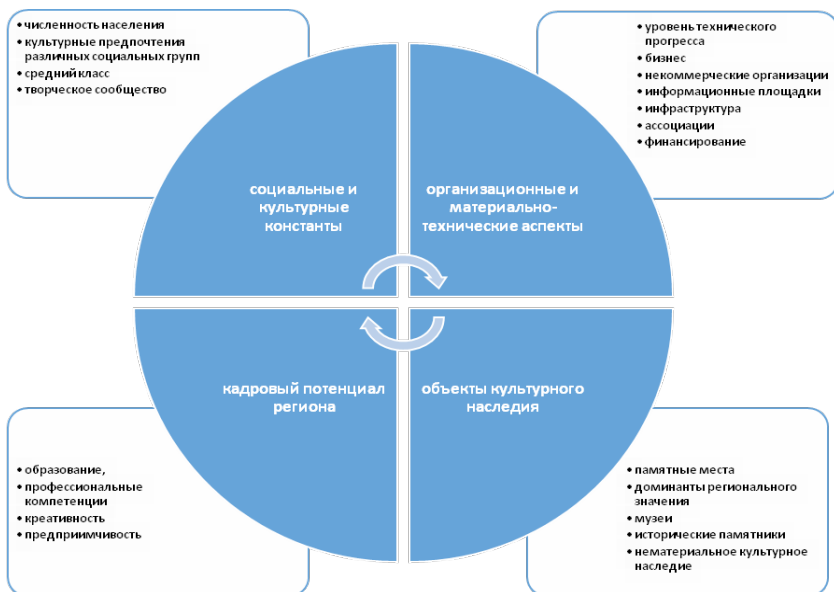 • численность населения
• культурные предпочтения
различных социальных групп
• средний класс
• творческое сообщество
• уровень технического
прогресса
• бизнес
• некоммерческие организации
• информационные площадки
• инфраструктура
• ассоциации
• финансирование
социальные и
культурные
константы
организационные и
материально-
технические аспекты
кадровый потенциал
региона
объекты культурного
наследия
• образование,
• профессиональные
компетенции
• креативность
• предприимчивость
• памятные места
• доминанты регионального
значения
• музеи
• исторические памятники
• нематериальное культурное
наследие